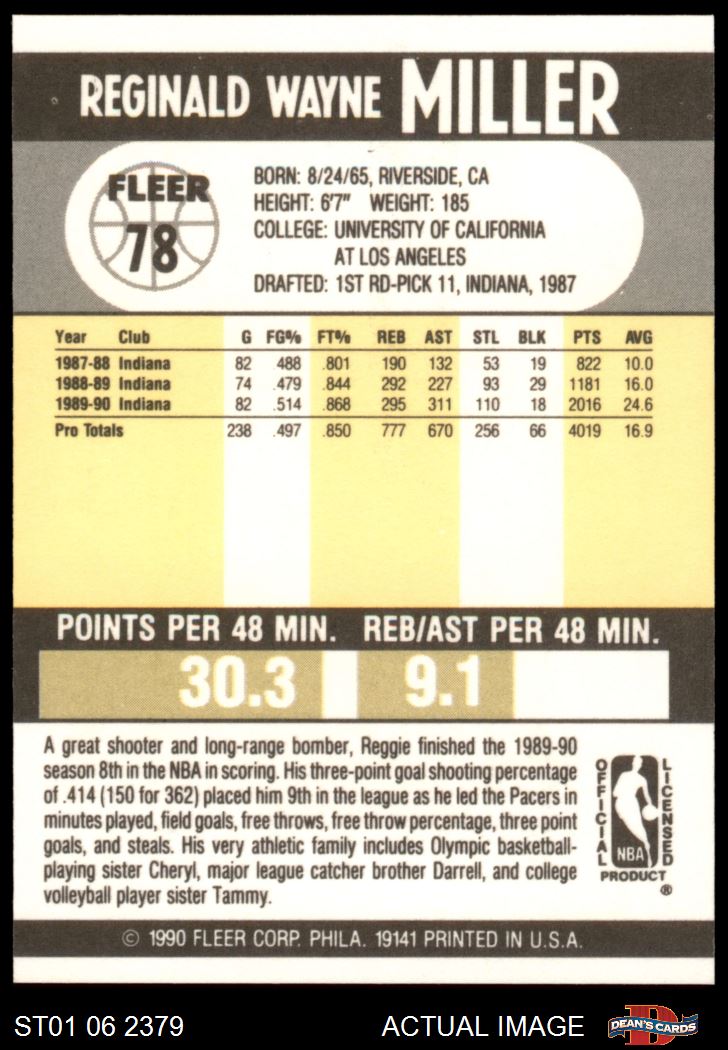 REGINALD WAYNE MILLER
FLEER
78
BORN: 8/24/65, RIVERSIDE, CA
HEIGHT: 6'7" WEIGHT: 185
COLLEGE: UNIVERSITY OF CALIFORNIA
AT LOS ANGELES
DRAFTED: 1ST RD-PICK 11, INDIANA, 1987
Year Club G FG% FT% REB AST STL BLK PTS AVG
1987-88 Indiana 82 .488 .801 190 132 53 19 822 10.0
1988-89 Indiana 74 .479 .844 292 227 93 29 1181 16.0
1989-90 Indiana 82 .514 .868 295 311 110 18 2016 24.6
Pro Totals 238 .497 .850 777 670 256 66 4019 16.9
POINTS PER 48 MIN. REB/AST PER 48 MIN.
30.3 9.1
A great shooter and long-range bomber, Reggie finished the 1989-90
season 8th in the NBA in scoring. His three-point goal shooting percentage
of .414 (150 for 362) placed him 9th in the league as he led the Pacers in
minutes played, field goals, free throws, free throw percentage, three point
goals, and steals. His very athletic family includes Olympic basketball-
playing sister Cheryl, major league catcher brother Darrell, and college
volleyball player sister Tammy.
OFFICIAL
NBA
LICENSED
PRODUCT
®
© 1990 FLEER CORP. PHILA. 19141 PRINTED IN U.S.A.
ST01 06 2379 ACTUAL IMAGE
D
DEAN'S CARDS